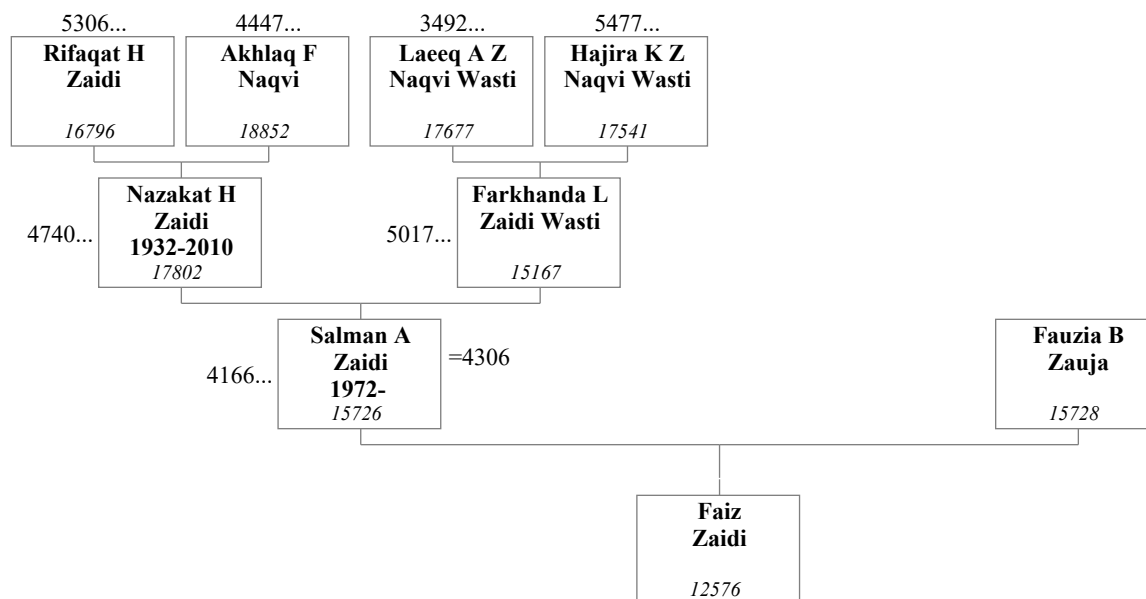 5306...
4447...
3492...
5477...
Rifaqat H
Zaidi
16796
Akhlaq F
Naqvi
18852
Laeeq A Z
Naqvi Wasti
17677
Hajira K Z
Naqvi Wasti
17541
4740...
Nazakat H
Zaidi
1932-2010
17802
5017...
Farkhanda L
Zaidi Wasti
15167
4166...
Salman A
Zaidi
1972-
15726
=4306
Fauzia B
Zauja
15728
Faiz
Zaidi
12576